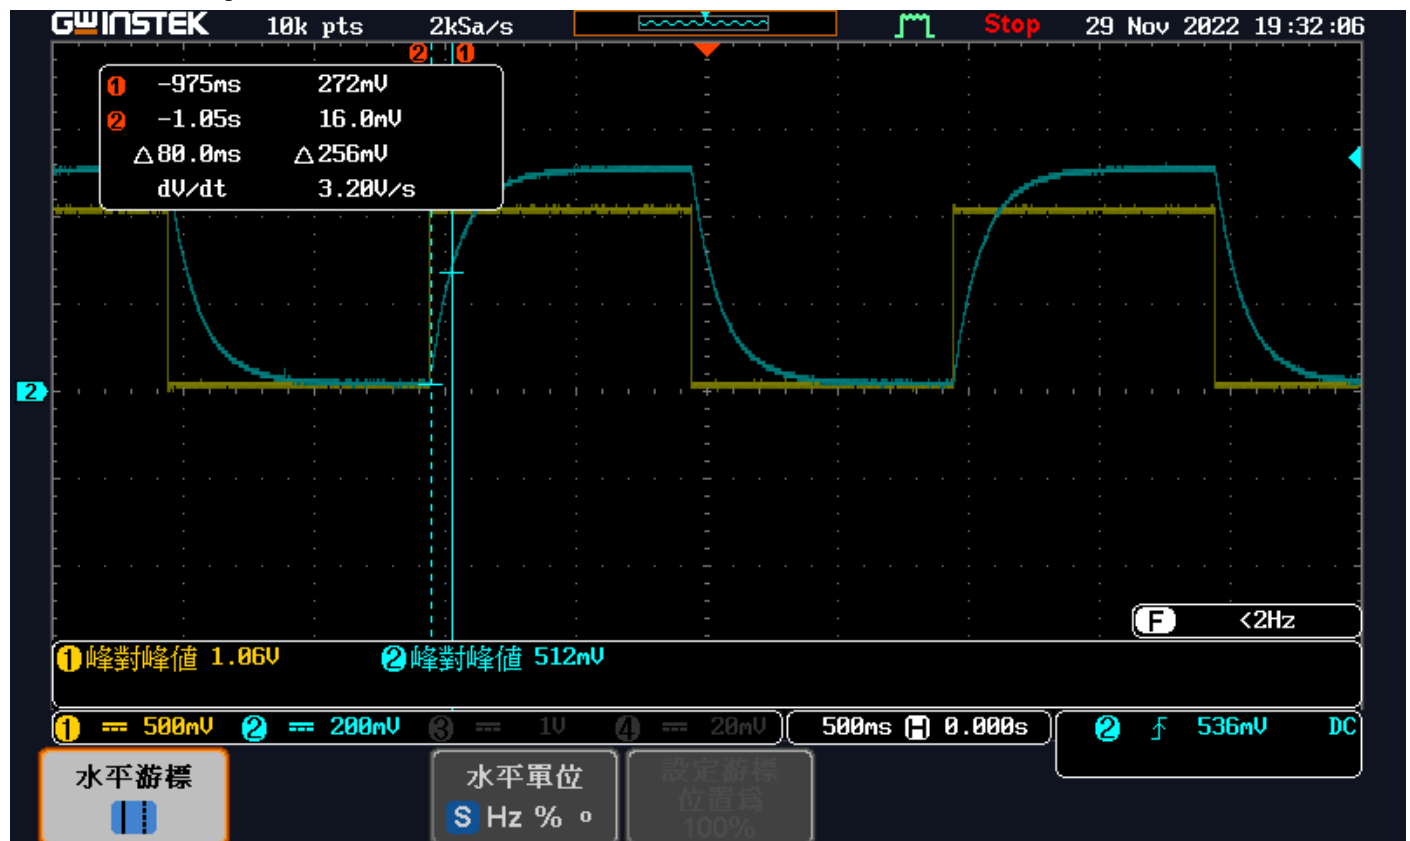 GWINSTEK 10k pts 2kSa/s Stop 29 Nov 2022 19:32:06
2 1
1 -975ms 272mV
2 -1.05s 16.0mV
△80.0ms △256mV
dV/dt 3.20V/s
2
F <2Hz
1 峰對峰值 1.06V 2 峰對峰值 512mV
1 500mV 2 200mV 3 1V 4 20mV 500ms H 0.000s 2 536mV DC
水平游標
水平單位
S Hz % °
設定游標
位置為
100%